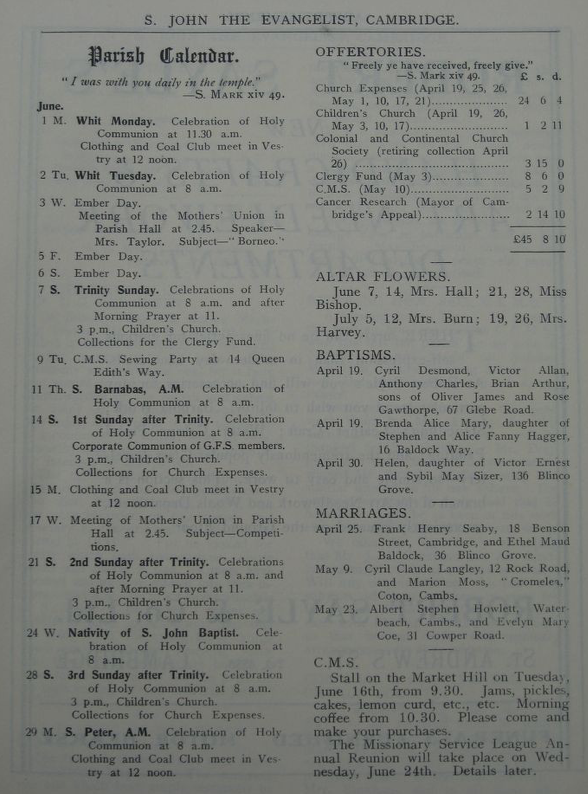 S. JOHN THE EVANGELIST, CAMBRIDGE.
Parish Calendar.
"I was with you daily in the temple."
—S. MARK xiv 49.
June.
1 M. Whit Monday. Celebration of Holy
Communion at 11.30 a.m.
Clothing and Coal Club meet in Ves-
try at 12 noon.
2 Tu. Whit Tuesday. Celebration of Holy
Communion at 8 a.m.
3 W. Ember Day.
Meeting of the Mothers' Union in
Parish Hall at 2.45. Speaker—
Mrs. Taylor. Subject—"Borneo."
5 F. Ember Day.
6 S. Ember Day.
7 S. Trinity Sunday. Celebrations of Holy
Communion at 8 a.m. and after
Morning Prayer at 11.
3 p.m., Children's Church.
Collections for the Clergy Fund.
9 Tu. C.M.S. Sewing Party at 14 Queen
Edith's Way.
11 Th. S. Barnabas, A.M. Celebration of
Holy Communion at 8 a.m.
14 S. 1st Sunday after Trinity. Celebration
of Holy Communion at 8 a.m.
Corporate Communion of G.F.S. members.
3 p.m., Children's Church.
Collections for Church Expenses.
15 M. Clothing and Coal Club meet in Vestry
at 12 noon.
17 W. Meeting of Mothers' Union in Parish
Hall at 2.45. Subject—Competi-
tions.
21 S. 2nd Sunday after Trinity. Celebrations
of Holy Communion at 8 a.m. and
after Morning Prayer at 11.
3 p.m., Children's Church.
Collections for Church Expenses.
24 W. Nativity of S. John Baptist. Cele-
bration of Holy Communion at
8 a.m.
28 S. 3rd Sunday after Trinity. Celebration
of Holy Communion at 8 a.m.
3 p.m., Children's Church.
Collections for Church Expenses.
29 M. S. Peter, A.M. Celebration of Holy
Communion at 8 a.m.
Clothing and Coal Club meet in Ves-
try at 12 noon.
OFFERTORIES.
"Freely ye have received, freely give."
—S. Mark xiv 49. £ s. d.
Church Expenses (April 19, 25, 26,
May 1, 10, 17, 21).................. 24 6 4
Children's Church (April 19, 26,
May 3, 10, 17)........................ 1 2 11
Colonial and Continental Church
Society (retiring collection April
26) .................................... 3 15 0
Clergy Fund (May 3)..................... 8 6 0
C.M.S. (May 10)........................... 5 2 9
Cancer Research (Mayor of Cam-
bridge's Appeal)..................... 2 14 10
£45 8 10
ALTAR FLOWERS.
June 7, 14, Mrs. Hall; 21, 28, Miss
Bishop.
July 5, 12, Mrs. Burn; 19, 26, Mrs.
Harvey.
BAPTISMS.
April 19. Cyril Desmond, Victor Allan,
Anthony Charles, Brian Arthur,
sons of Oliver James and Rose
Gawthorpe, 67 Glebe Road.
April 19. Brenda Alice Mary, daughter of
Stephen and Alice Fanny Hagger,
16 Baldock Way.
April 30. Helen, daughter of Victor Ernest
and Sybil May Sizer, 136 Blinco
Grove.
MARRIAGES.
April 25. Frank Henry Seaby, 18 Benson
Street, Cambridge, and Ethel Maud
Baldock, 36 Blinco Grove.
May 9. Cyril Claude Langley, 12 Rock Road,
and Marion Moss, "Cromelea,"
Coton, Cambs.
May 23. Albert Stephen Howlett, Water-
beach, Cambs., and Evelyn Mary
Coe, 31 Cowper Road.
C.M.S.
Stall on the Market Hill on Tuesday,
June 16th, from 9.30. Jams, pickles,
cakes, lemon curd, etc., etc. Morning
coffee from 10.30. Please come and
make your purchases.
The Missionary Service League An-
nual Reunion will take place on Wed-
nesday, June 24th. Details later.